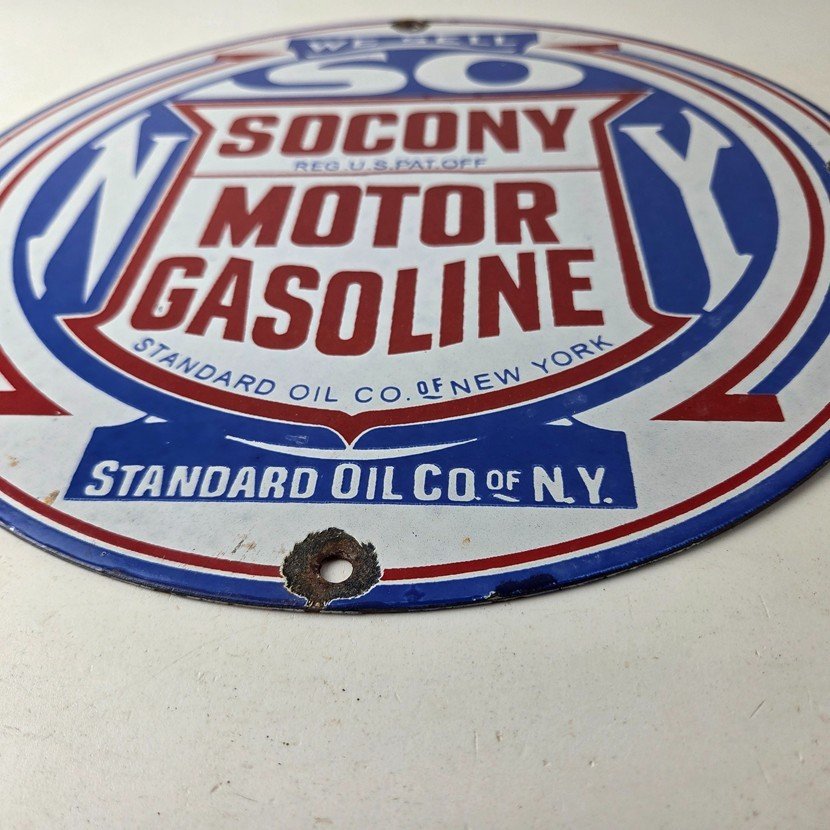 WE SELL
SO
N Y
SOCONY
REG. U.S. PAT. OFF
MOTOR
GASOLINE
STANDARD OIL CO. OF NEW YORK
STANDARD OIL CO. OF N.Y.